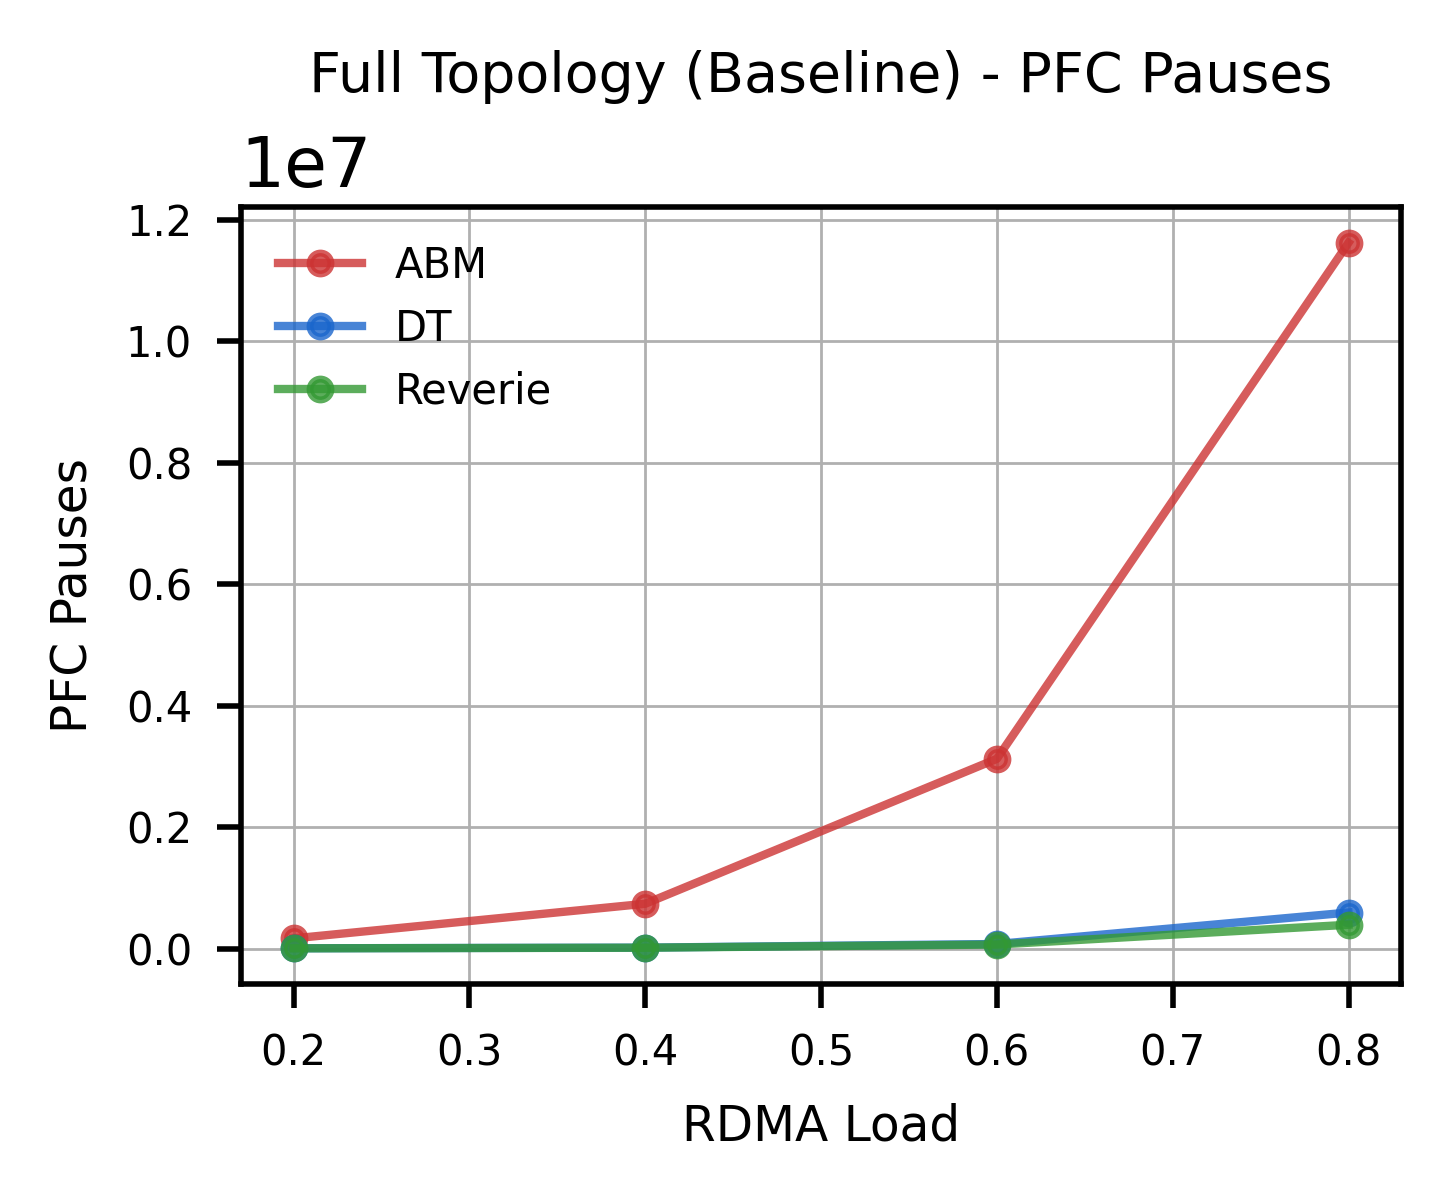 Full Topology (Baseline) - PFC Pauses
1e7
1.2
1.0
0.8
0.6
0.4
0.2
0.0
PFC Pauses
ABM
DT
Reverie
0.2 0.3 0.4 0.5 0.6 0.7 0.8
RDMA Load